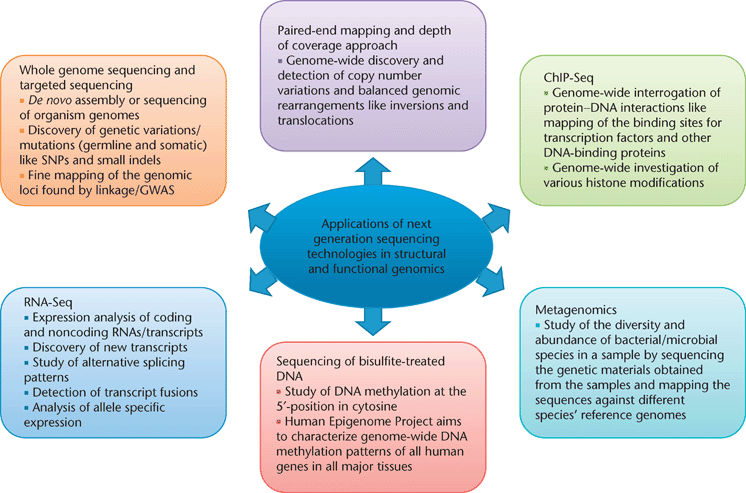 Paired-end mapping and depth
of coverage approach
▪ Genome-wide discovery and
detection of copy number
variations and balanced genomic
rearrangements like inversions and
translocations
Whole genome sequencing and
targeted sequencing
▪ De novo assembly or sequencing
of organism genomes
▪ Discovery of genetic variations/
mutations (germline and somatic)
like SNPs and small indels
▪ Fine mapping of the genomic
loci found by linkage/GWAS
ChIP-Seq
▪ Genome-wide interrogation of
protein–DNA interactions like
mapping of the binding sites for
transcription factors and other
DNA-binding proteins
▪ Genome-wide investigation of
various histone modifications
Applications of next
generation sequencing
technologies in structural
and functional genomics
RNA-Seq
▪ Expression analysis of coding
and noncoding RNAs/transcripts
▪ Discovery of new transcripts
▪ Study of alternative splicing
patterns
▪ Detection of transcript fusions
▪ Analysis of allele specific
expression
Sequencing of bisulfite-treated
DNA
▪ Study of DNA methylation at the
5′-position in cytosine
▪ Human Epigenome Project aims
to characterize genome-wide DNA
methylation patterns of all human
genes in all major tissues
Metagenomics
▪ Study of the diversity and
abundance of bacterial/microbial
species in a sample by sequencing
the genetic materials obtained
from the samples and mapping the
sequences against different
species' reference genomes